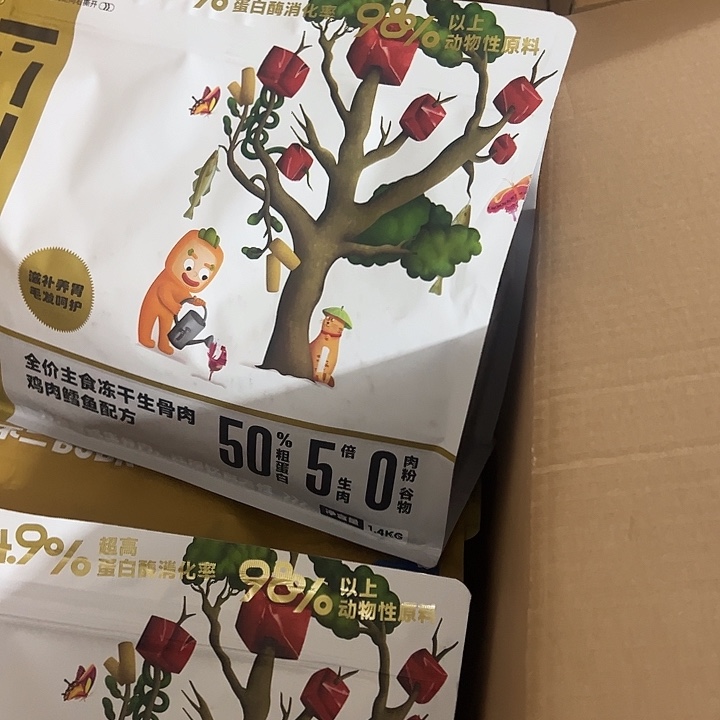 蛋白酶消化率
98%
以上
动物性原料
滋补养胃
毛发呵护
全价主食冻干生骨肉
鸡肉鳕鱼配方
50%
粗蛋白
5倍
生肉
0
肉粉
谷物
净含量 1.4KG
.9%
超高
蛋白酶消化率
98%
以上
动物性原料